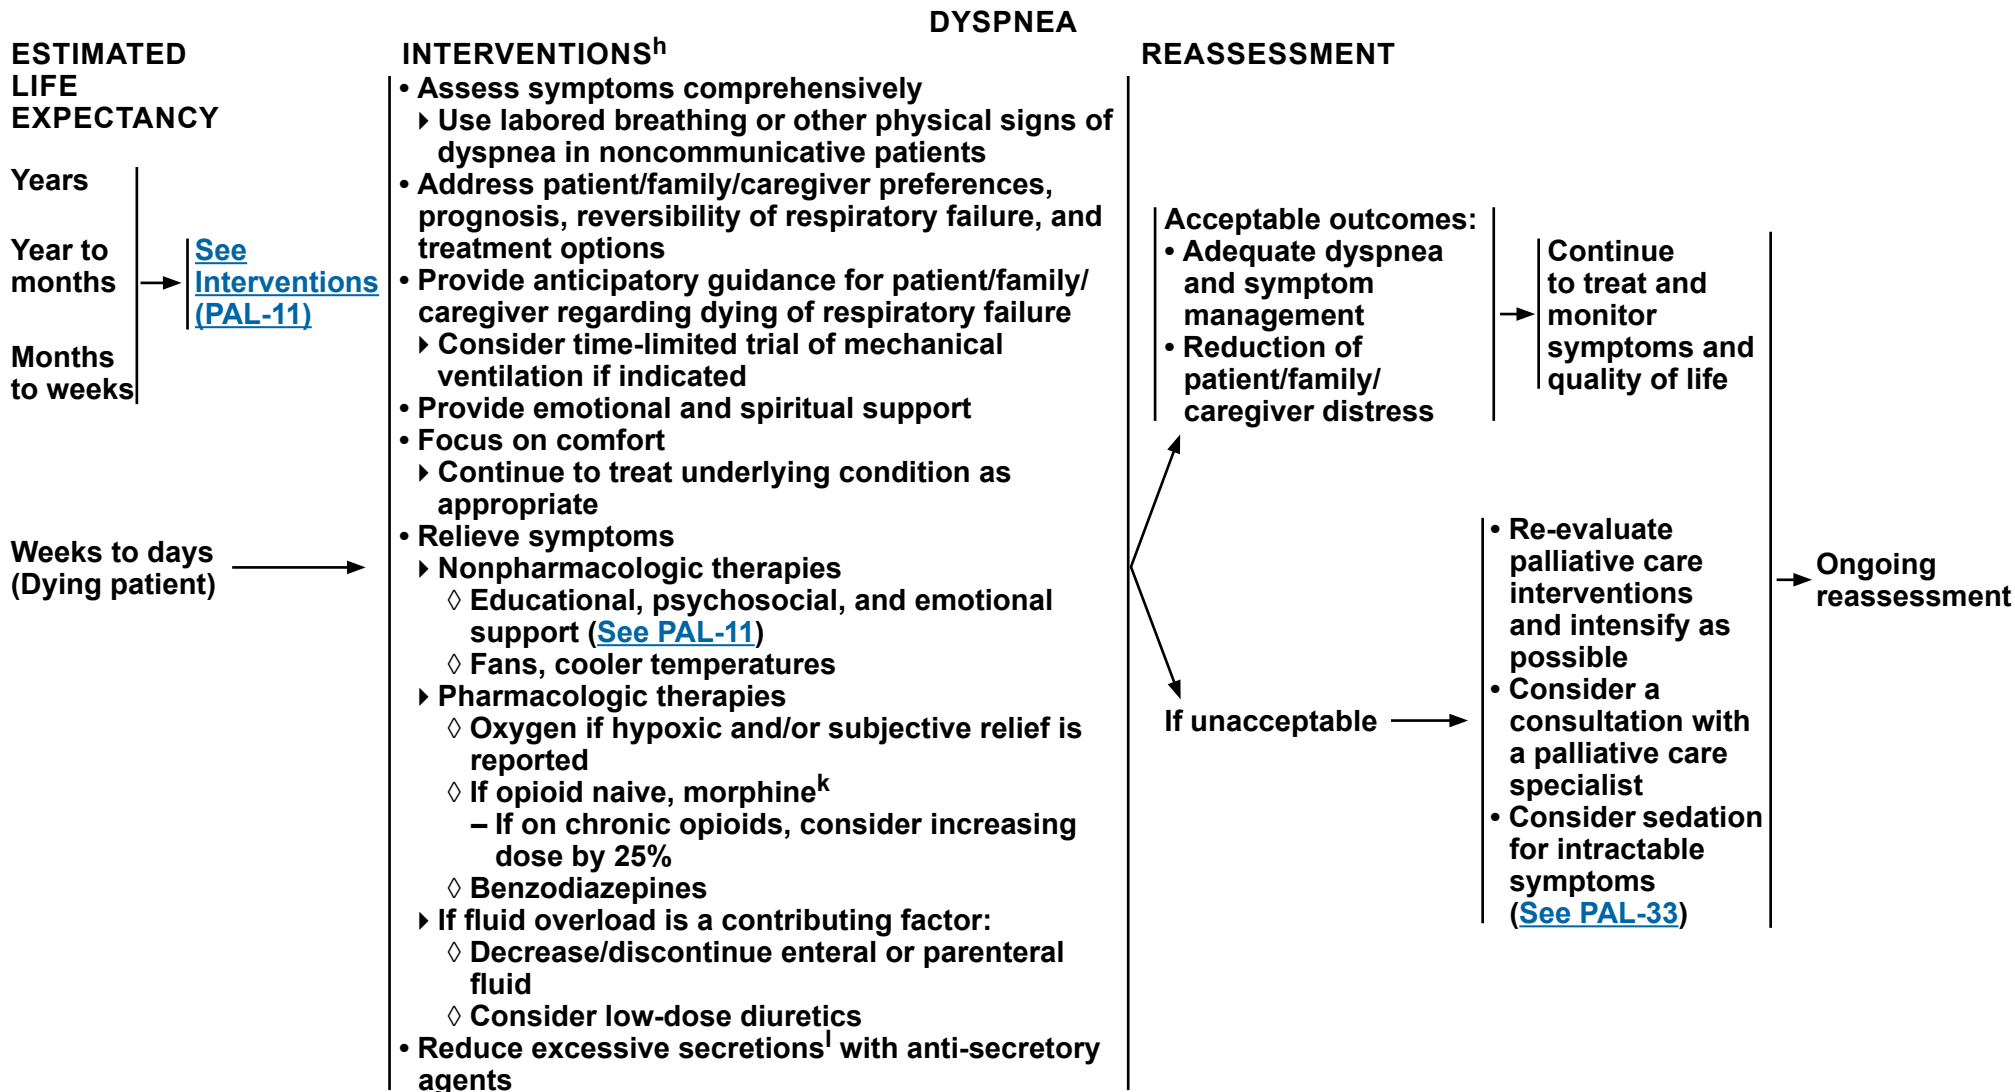 DYSPNEA
ESTIMATED
LIFE
EXPECTANCY
Years
Year to
months
Months
to weeks
See
Interventions
(PAL-11)
Weeks to days
(Dying patient)
INTERVENTIONSh
• Assess symptoms comprehensively
▸ Use labored breathing or other physical signs of
dyspnea in noncommunicative patients
• Address patient/family/caregiver preferences,
prognosis, reversibility of respiratory failure, and
treatment options
• Provide anticipatory guidance for patient/family/
caregiver regarding dying of respiratory failure
▸ Consider time-limited trial of mechanical
ventilation if indicated
• Provide emotional and spiritual support
• Focus on comfort
▸ Continue to treat underlying condition as
appropriate
• Relieve symptoms
▸ Nonpharmacologic therapies
◊ Educational, psychosocial, and emotional
support (See PAL-11)
◊ Fans, cooler temperatures
▸ Pharmacologic therapies
◊ Oxygen if hypoxic and/or subjective relief is
reported
◊ If opioid naive, morphinek
– If on chronic opioids, consider increasing
dose by 25%
◊ Benzodiazepines
▸ If fluid overload is a contributing factor:
◊ Decrease/discontinue enteral or parenteral
fluid
◊ Consider low-dose diuretics
• Reduce excessive secretionsl with anti-secretory
agents
REASSESSMENT
Acceptable outcomes:
• Adequate dyspnea
and symptom
management
• Reduction of
patient/family/
caregiver distress
Continue
to treat and
monitor
symptoms and
quality of life
If unacceptable
• Re-evaluate
palliative care
interventions
and intensify as
possible
• Consider a
consultation with
a palliative care
specialist
• Consider sedation
for intractable
symptoms
(See PAL-33)
Ongoing
reassessment